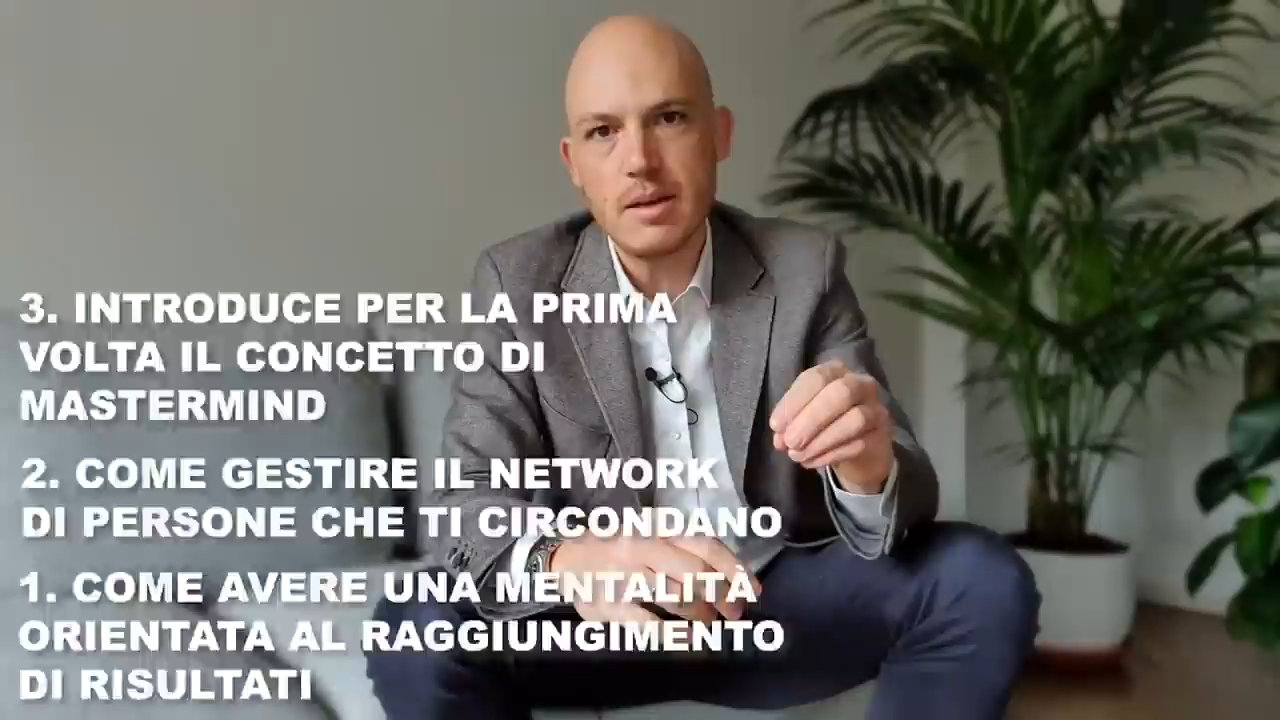 3. INTRODUCE PER LA PRIMA
VOLTA IL CONCETTO DI
MASTERMIND
2. COME GESTIRE IL NETWORK
DI PERSONE CHE TI CIRCONDANO
1. COME AVERE UNA MENTALITÀ
ORIENTATA AL RAGGIUNGIMENTO
DI RISULTATI